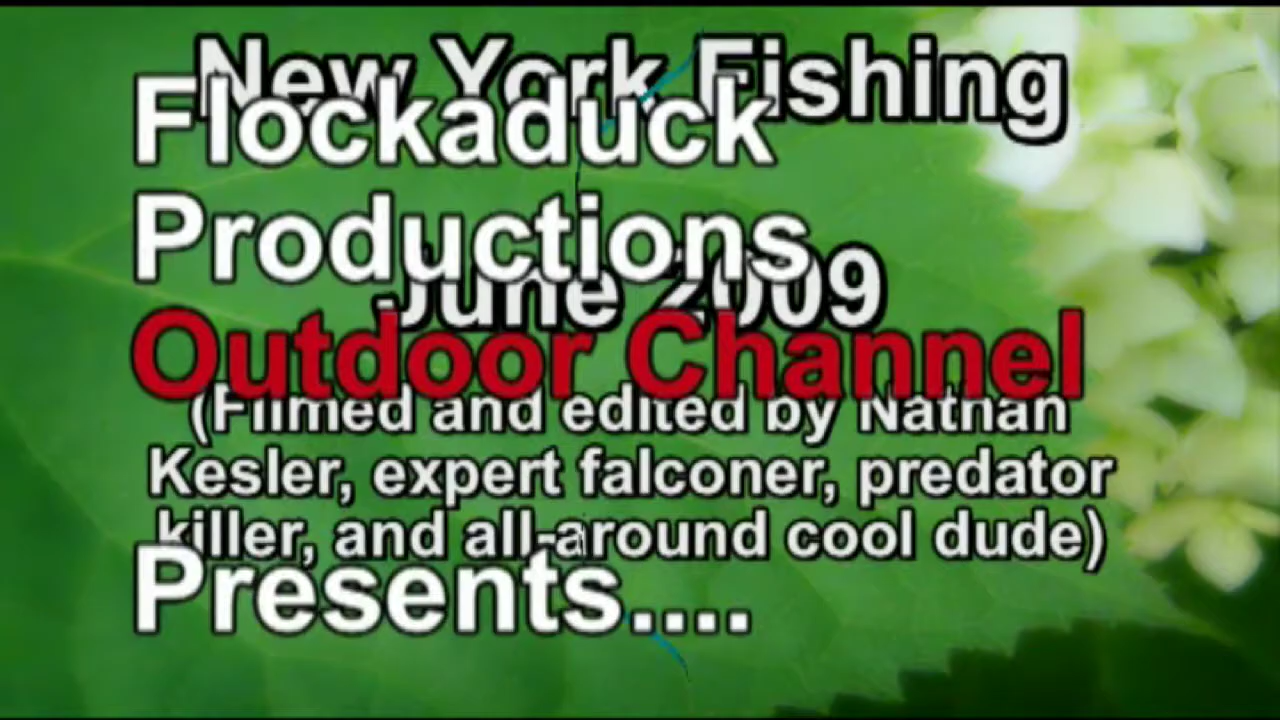 New York Fishing
Flockaduck
Productions
June 2009
Outdoor Channel
(Filmed and edited by Nathan
Kesler, expert falconer, predator
killer, and all-around cool dude)
Presents....